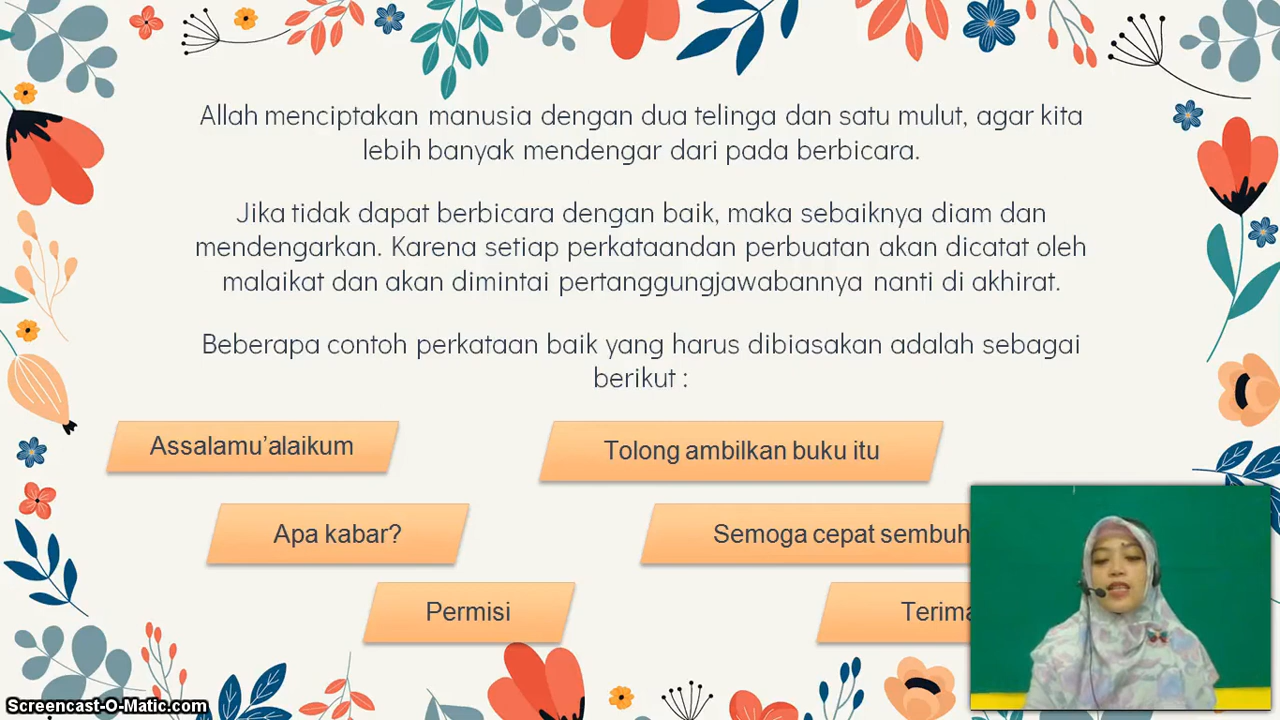 Allah menciptakan manusia dengan dua telinga dan satu mulut, agar kita
lebih banyak mendengar dari pada berbicara.
Jika tidak dapat berbicara dengan baik, maka sebaiknya diam dan
mendengarkan. Karena setiap perkataandan perbuatan akan dicatat oleh
malaikat dan akan dimintai pertanggungjawabannya nanti di akhirat.
Beberapa contoh perkataan baik yang harus dibiasakan adalah sebagai
berikut :
Assalamu'alaikum
Tolong ambilkan buku itu
Apa kabar?
Semoga cepat sembuh
Permisi
Screencast-O-Matic.com